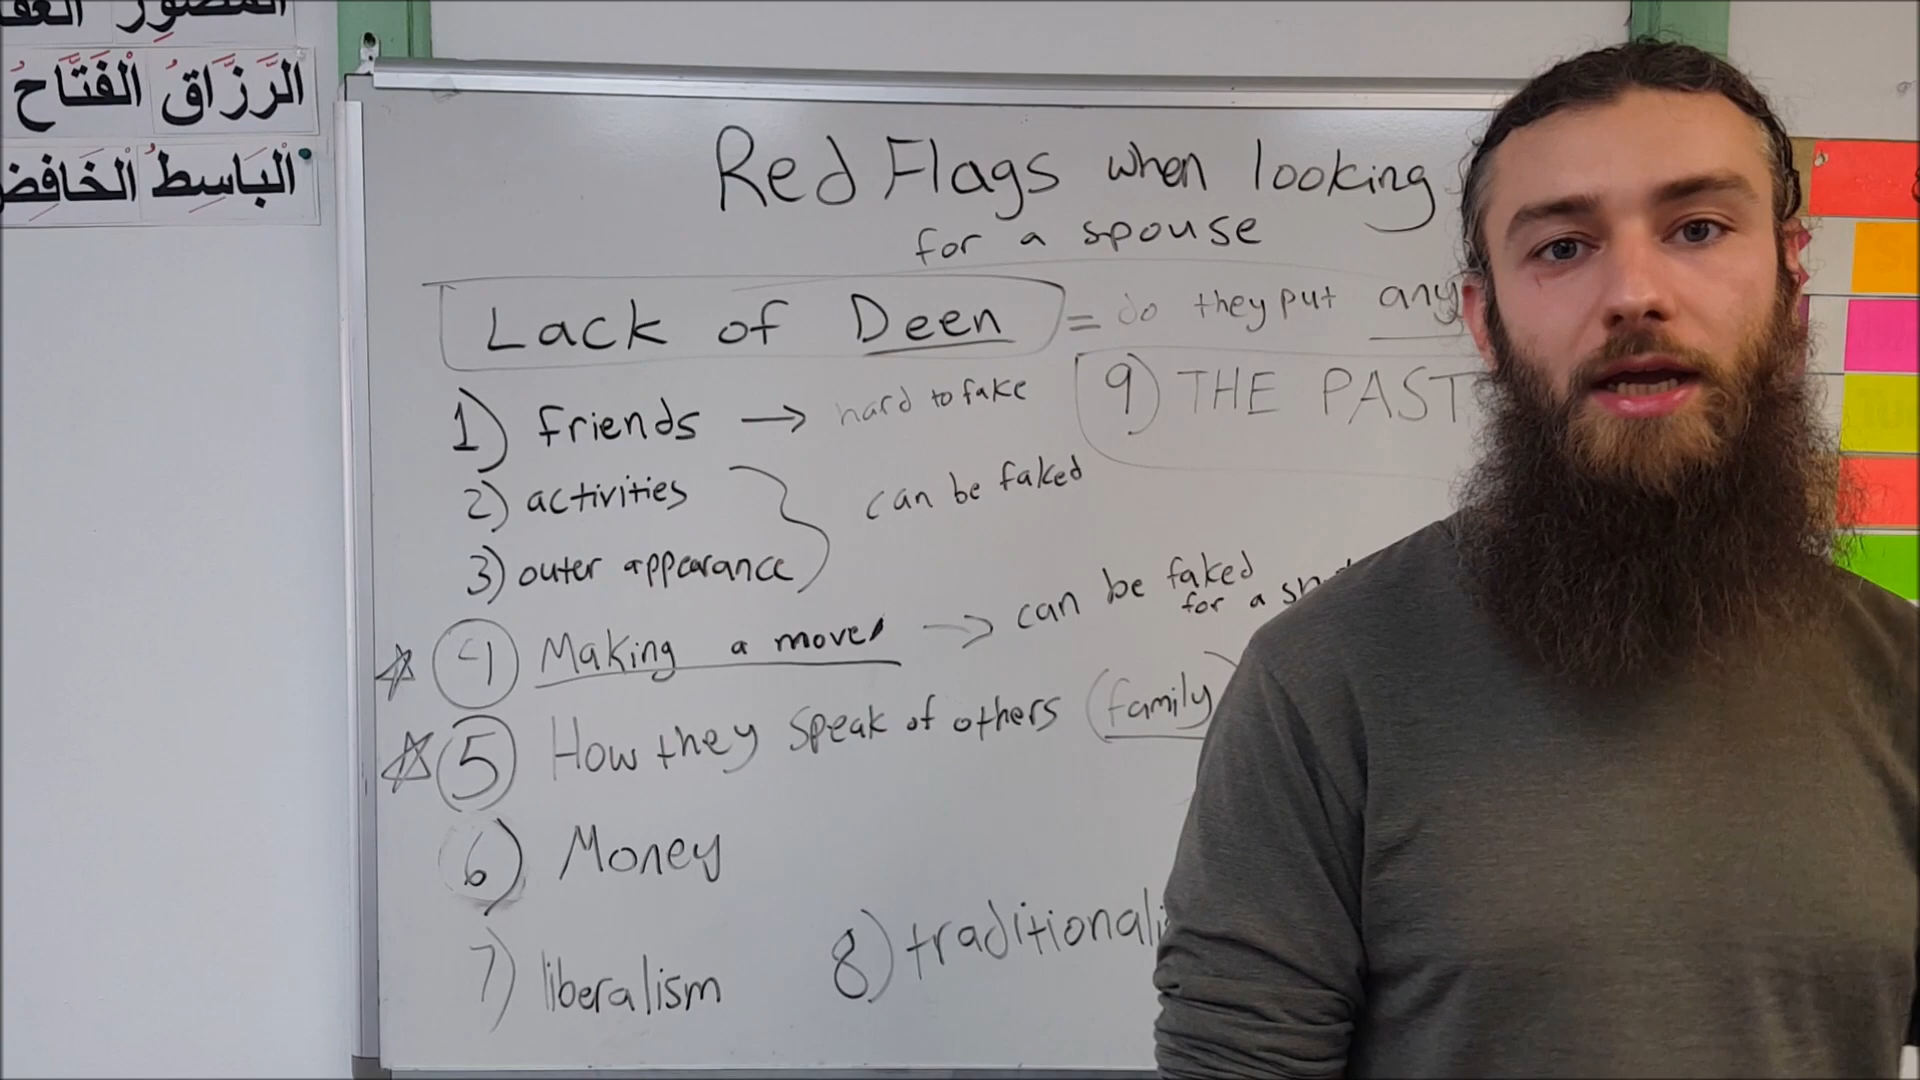 الرَّزَّاقُ الْفَتَّاحُ
الْبَاسِطُ الْخَافِضُ
Red Flags when looking
for a spouse
Lack of Deen = do they put any
1) friends → hard to fake
9) THE PAST
2) activities
can be faked
3) outer appearance
4) Making a move → can be faked
for a
5) How they speak of others (family)
6) Money
7) liberalism
8)